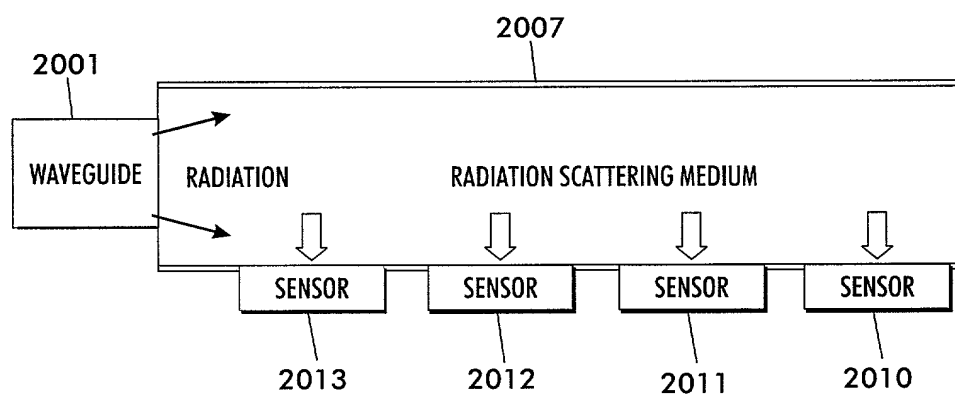 2007
2001
WAVEGUIDE
RADIATION
RADIATION SCATTERING MEDIUM
SENSOR
SENSOR
SENSOR
SENSOR
2013
2012
2011
2010